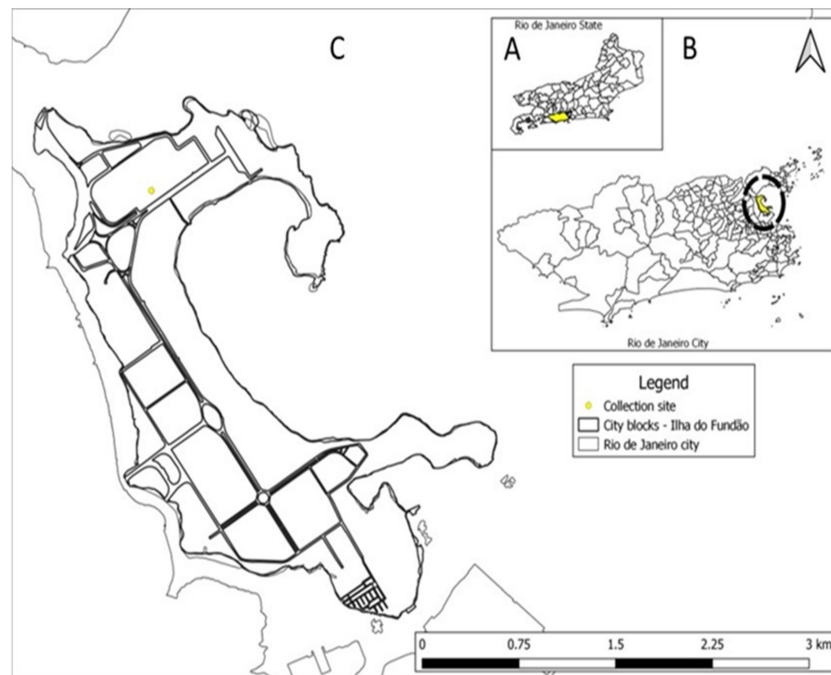 C
Rio de Janeiro State
A
B
Rio de Janeiro City
Legend
Collection site
City blocks - Ilha do Fundão
Rio de Janeiro city
0 0.75 1.5 2.25 3 km